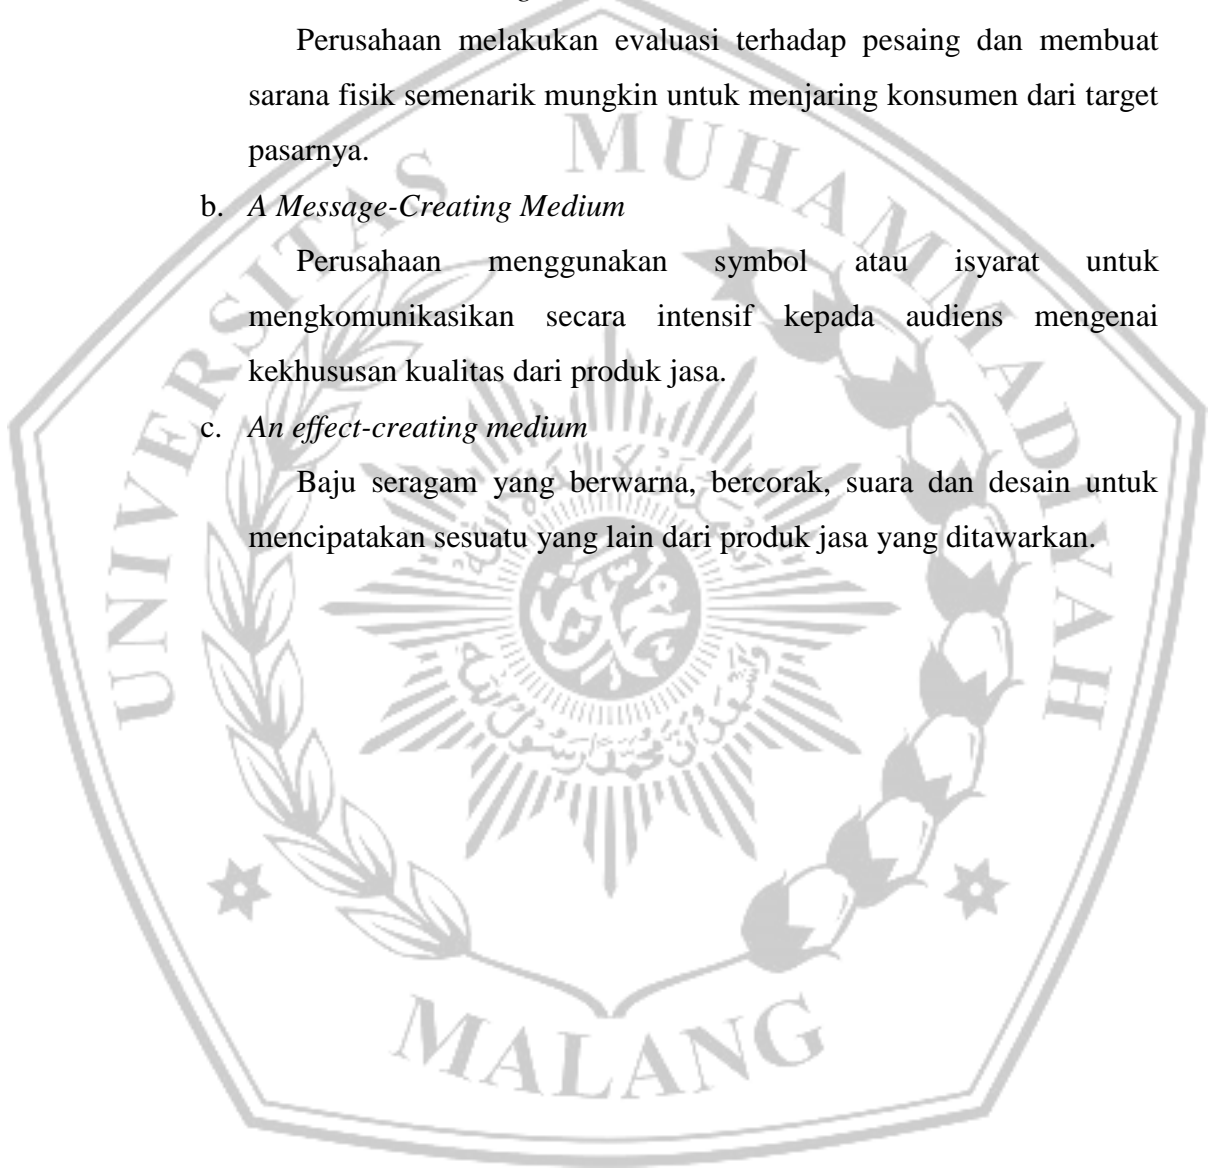 Perusahaan melakukan evaluasi terhadap pesaing dan membuat
sarana fisik semenarik mungkin untuk menjaring konsumen dari target
pasarnya.
b. A Message-Creating Medium
Perusahaan menggunakan symbol atau isyarat untuk
mengkomunikasikan secara intensif kepada audiens mengenai
kekhususan kualitas dari produk jasa.
c. An effect-creating medium
Baju seragam yang berwarna, bercorak, suara dan desain untuk
mencipatakan sesuatu yang lain dari produk jasa yang ditawarkan.
UNIVERSITAS MUHAMMADIYAH
MALANG